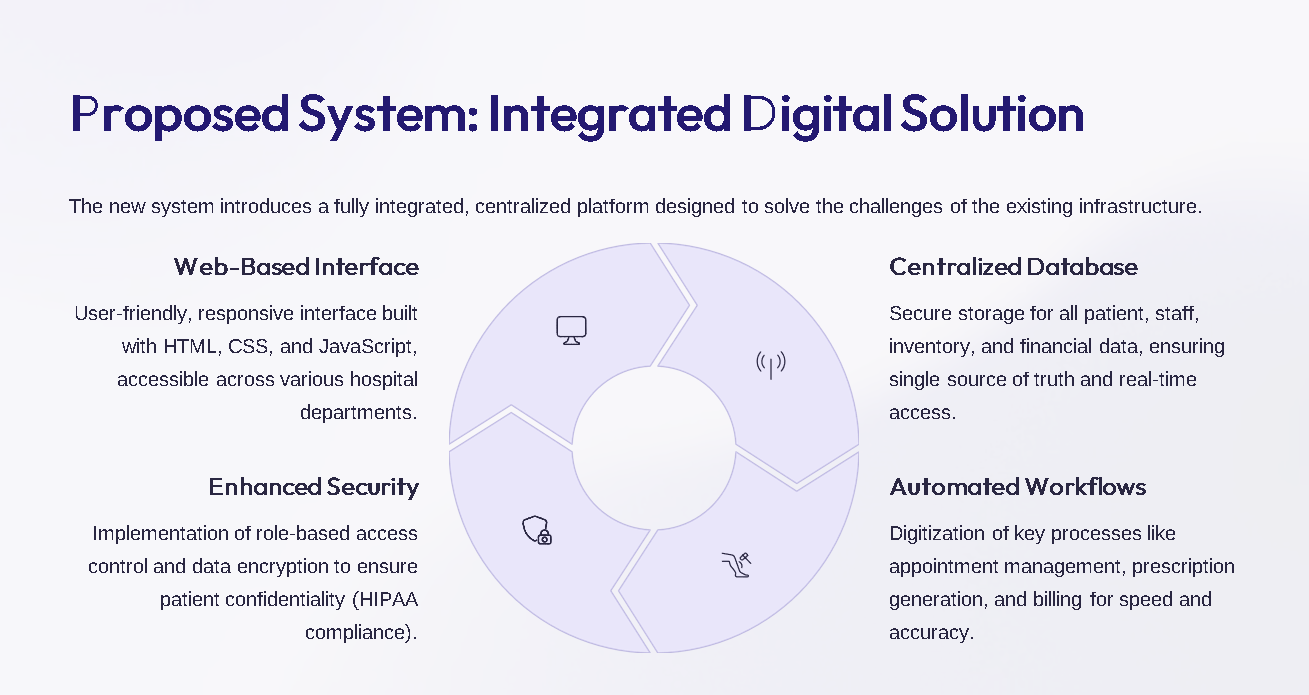 Proposed System: Integrated Digital Solution
The new system introduces a fully integrated, centralized platform designed to solve the challenges of the existing infrastructure.
Web-Based Interface
User-friendly, responsive interface built
with HTML, CSS, and JavaScript,
accessible across various hospital
departments.
Centralized Database
Secure storage for all patient, staff,
inventory, and financial data, ensuring
single source of truth and real-time
access.
Enhanced Security
Implementation of role-based access
control and data encryption to ensure
patient confidentiality (HIPAA
compliance).
Automated Workflows
Digitization of key processes like
appointment management, prescription
generation, and billing for speed and
accuracy.